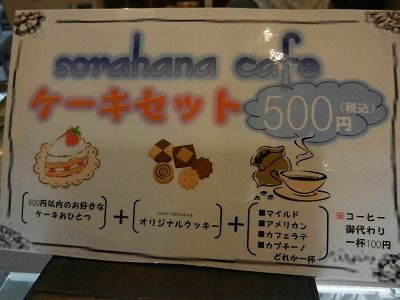 sorahana cafe
ケーキセット 500円 (税込)
400円以内のお好きな
ケーキおひとつ
+
sorahana
オリジナルクッキー
+
■マイルド
■アメリカン
■カフェラテ
■カプチーノ
どれか一杯
※コーヒー
御代わり
一杯100円